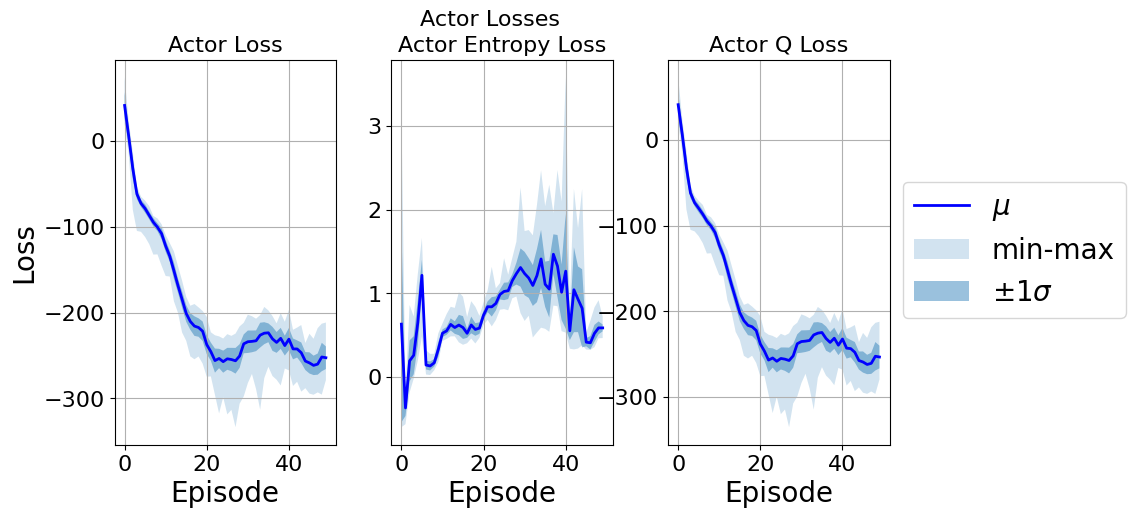 Actor Losses
Actor Loss
Actor Entropy Loss
Actor Q Loss
Loss
0
−100
−200
−300
0 20 40
Episode
3
2
1
0
0 20 40
Episode
0
−100
−200
−300
0 20 40
Episode
μ
min-max
±1σ